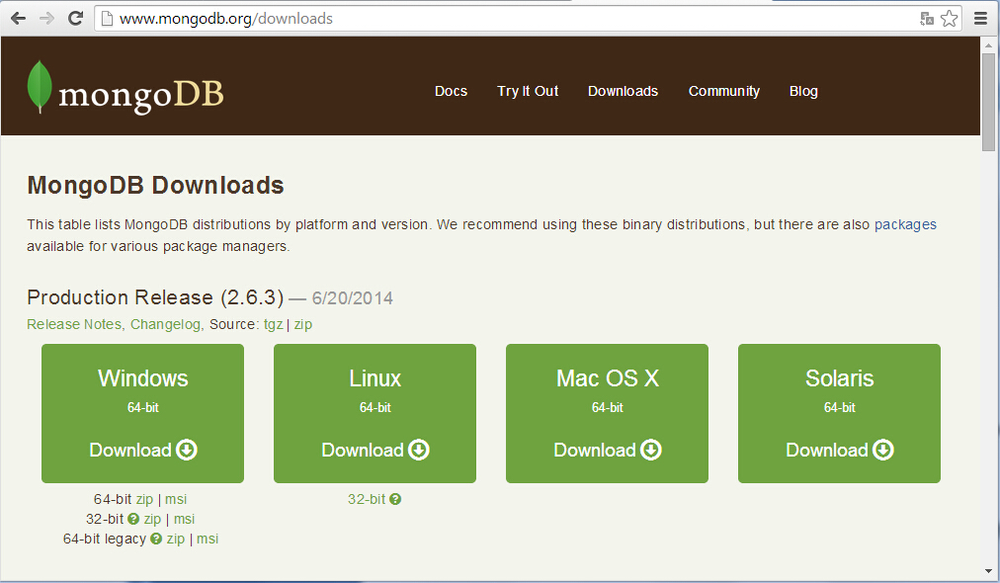 www.mongodb.org/downloads
mongoDB
Docs Try It Out Downloads Community Blog
MongoDB Downloads
This table lists MongoDB distributions by platform and version. We recommend using these binary distributions, but there are also packages
available for various package managers.
Production Release (2.6.3) — 6/20/2014
Release Notes, Changelog, Source: tgz | zip
Windows Linux Mac OS X Solaris
64-bit 64-bit 64-bit 64-bit
Download Download Download Download
64-bit zip | msi 32-bit ?
32-bit ? zip | msi
64-bit legacy ? zip | msi